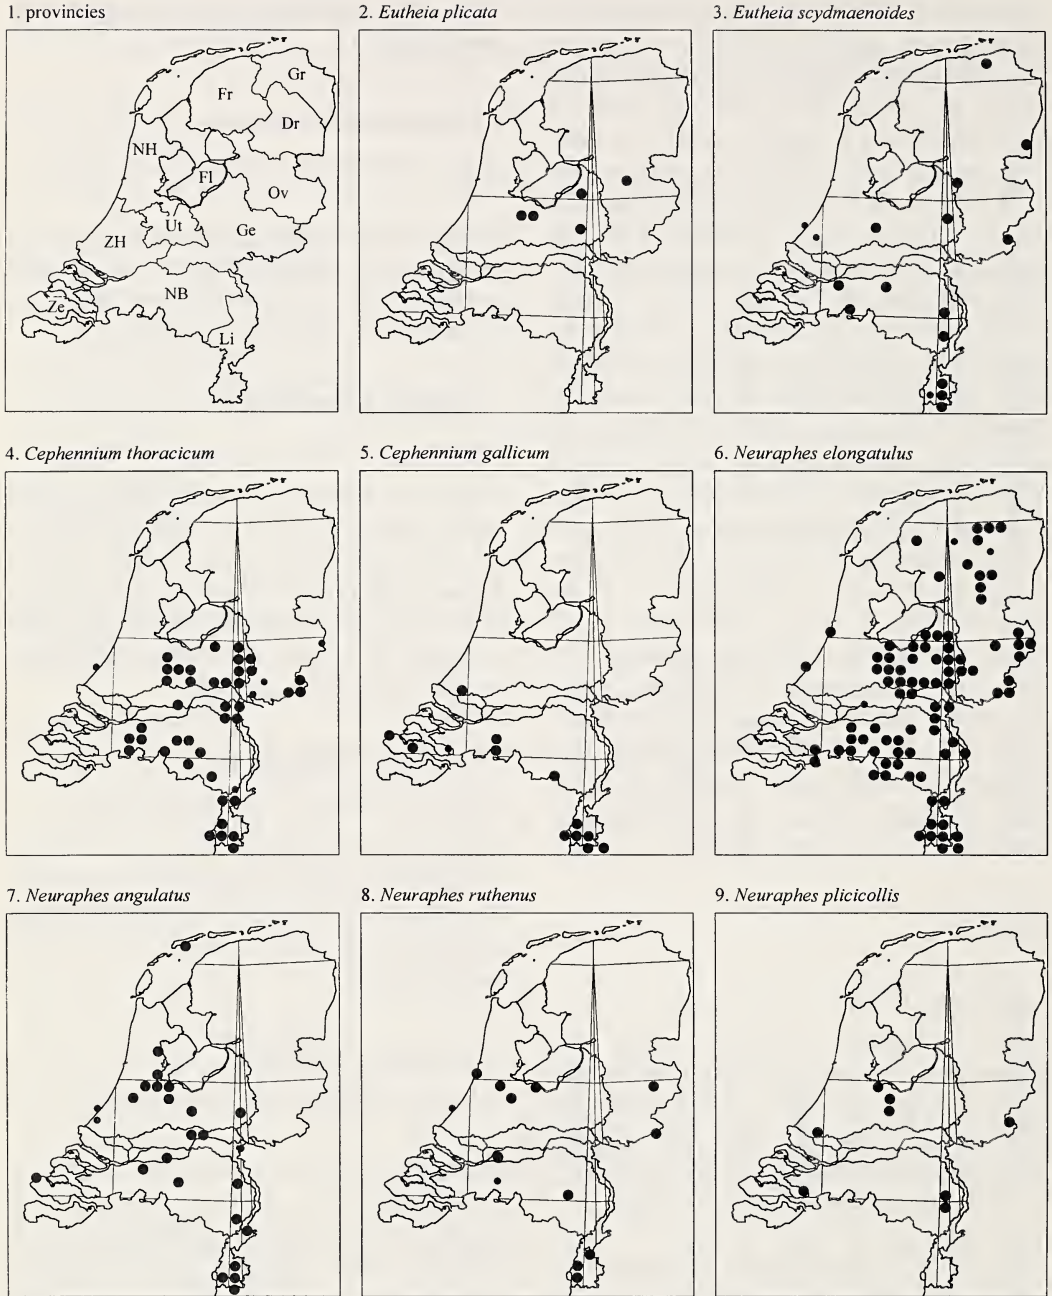 1. provincies
2. Eutheia plicata
3. Eutheia scydmaenoides
Gr
Fr
Dr
NH
Fl
Ov
Ut
Ge
ZH
NB
Ze
Li
4. Cephennium thoracicum
5. Cephennium gallicum
6. Neuraphes elongatulus
7. Neuraphes angulatus
8. Neuraphes ruthenus
9. Neuraphes plicicollis